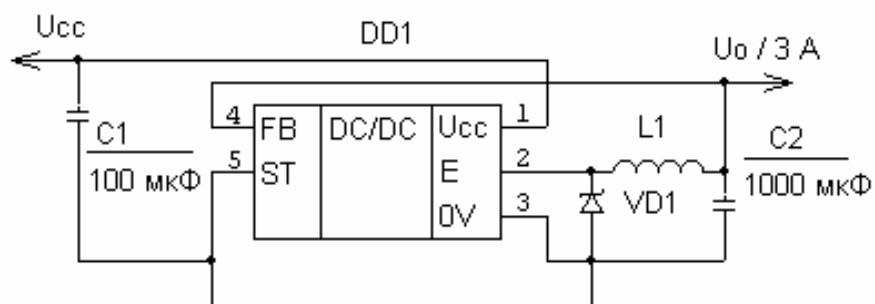 Ucc
DD1
Uo / 3 A
4 FB DC/DC Ucc 1
L1
C1
100 мкФ
5 ST E 2
C2
1000 мкФ
VD1
0V 3